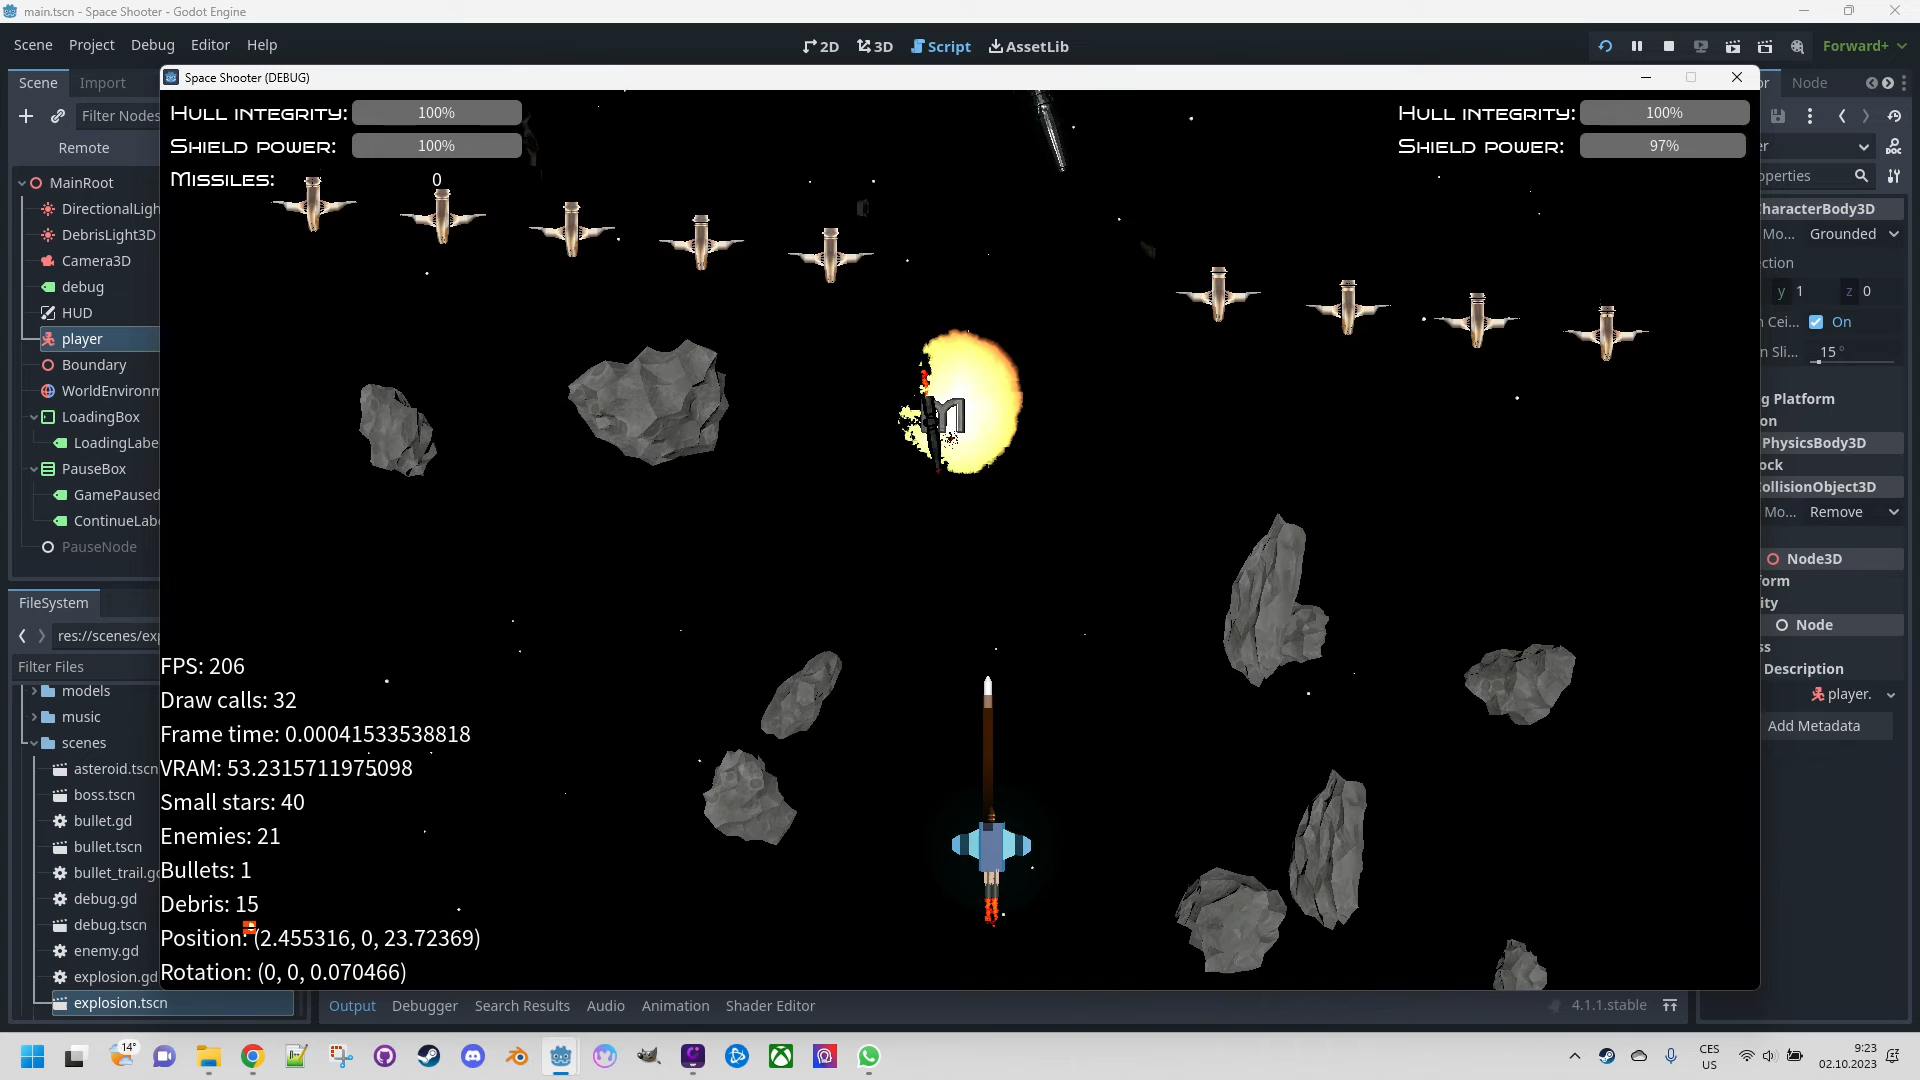 main.tscn - Space Shooter - Godot Engine
Scene Project Debug Editor Help
2D 3D Script AssetLib
Forward+
Scene Import
Space Shooter (DEBUG)
Node
Filter Nodes
Remote
MainRoot
DirectionalLigh
DebrisLight3D
Camera3D
debug
HUD
player
Boundary
WorldEnvironm
LoadingBox
LoadingLabe
PauseBox
GamePaused
ContinueLabe
PauseNode
FileSystem
res://scenes/exp
Filter Files
models
music
scenes
asteroid.tscn
boss.tscn
bullet.gd
bullet.tscn
bullet_trail.gd
debug.gd
debug.tscn
enemy.gd
explosion.gd
explosion.tscn
Hull integrity: 100%
Shield power: 100%
Missiles: 0
Hull integrity: 100%
Shield power: 97%
m
FPS: 206
Draw calls: 32
Frame time: 0.00041533538818
VRAM: 53.2315711975098
Small stars: 40
Enemies: 21
Bullets: 1
Debris: 15
Position: (2.455316, 0, 23.72369)
Rotation: (0, 0, 0.070466)
er
operties
CharacterBody3D
Mo... Grounded
ction
y 1 z 0
n Cei... On
n Sli... 15 °
g Platform
on
PhysicsBody3D
ock
CollisionObject3D
Mo... Remove
Node3D
orm
ity
Node
ss
Description
player.
Add Metadata
Output Debugger Search Results Audio Animation Shader Editor
4.1.1.stable
14°
CES
US
9:23
02.10.2023